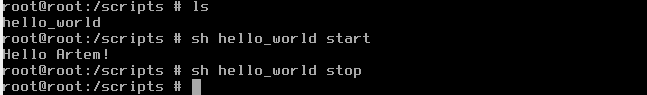 root@root:/scripts # ls
hello_world
root@root:/scripts # sh hello_world start
Hello Artem!
root@root:/scripts # sh hello_world stop
root@root:/scripts #